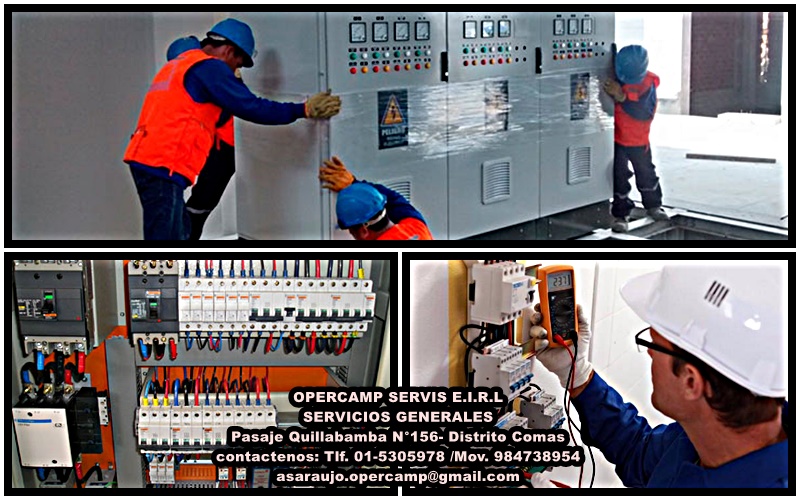 PELIGRO
OPERCAMP SERVIS E.I.R.L
SERVICIOS GENERALES
Pasaje Quillabamba N°156- Distrito Comas
contactenos: Tlf. 01-5305978 /Mov. 984738954
asaraujo.opercamp@gmail.com